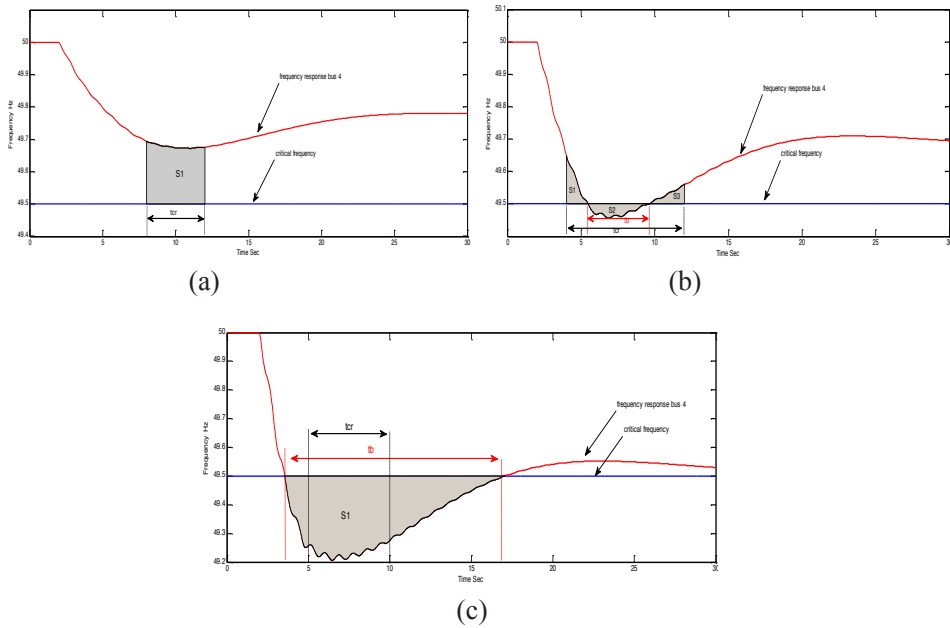 50
49.9
49.8
49.7
49.6
49.5
49.4
Frequency Hz
frequency response bus 4
critical frequency
S1
tcr
0 5 10 15 20 25 30
Time Sec
(a)
50.1
50
49.9
49.8
49.7
49.6
49.5
49.4
Frequency Hz
frequency response bus 4
critical frequency
S1
S2
S3
tb
tcr
0 5 10 15 20 25 30
Time Sec
(b)
50
49.9
49.8
49.7
49.6
49.5
49.4
49.3
49.2
Frequency Hz
tcr
tb
frequency response bus 4
critical frequency
S1
0 5 10 15 20 25 30
Time Sec
(c)